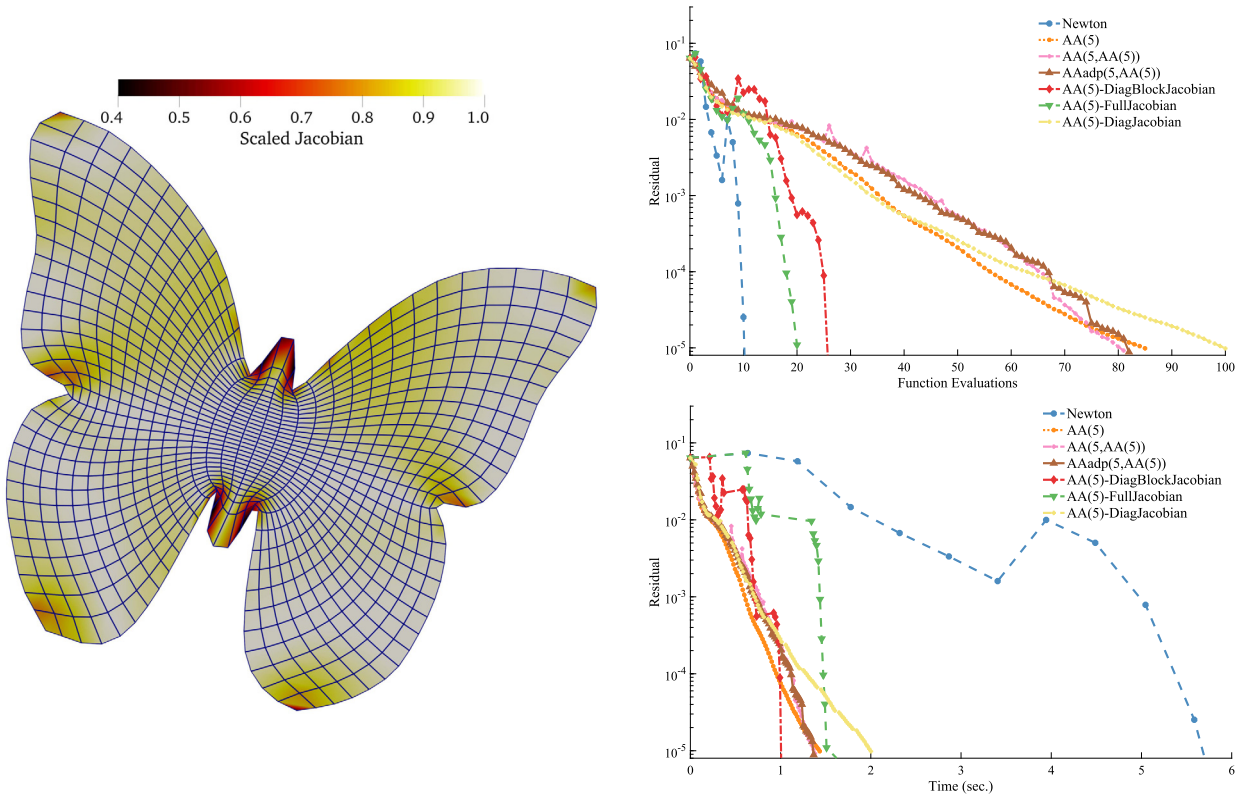 0.4 0.5 0.6 0.7 0.8 0.9 1.0
Scaled Jacobian
Newton
AA(5)
AA(5,AA(5))
AAadp(5,AA(5))
AA(5)-DiagBlockJacobian
AA(5)-FullJacobian
AA(5)-DiagJacobian
10-1
10-2
10-3
10-4
10-5
Residual
0 10 20 30 40 50 60 70 80 90 100
Function Evaluations
Newton
AA(5)
AA(5,AA(5))
AAadp(5,AA(5))
AA(5)-DiagBlockJacobian
AA(5)-FullJacobian
AA(5)-DiagJacobian
10-1
10-2
10-3
10-4
10-5
Residual
0 1 2 3 4 5 6
Time (sec.)